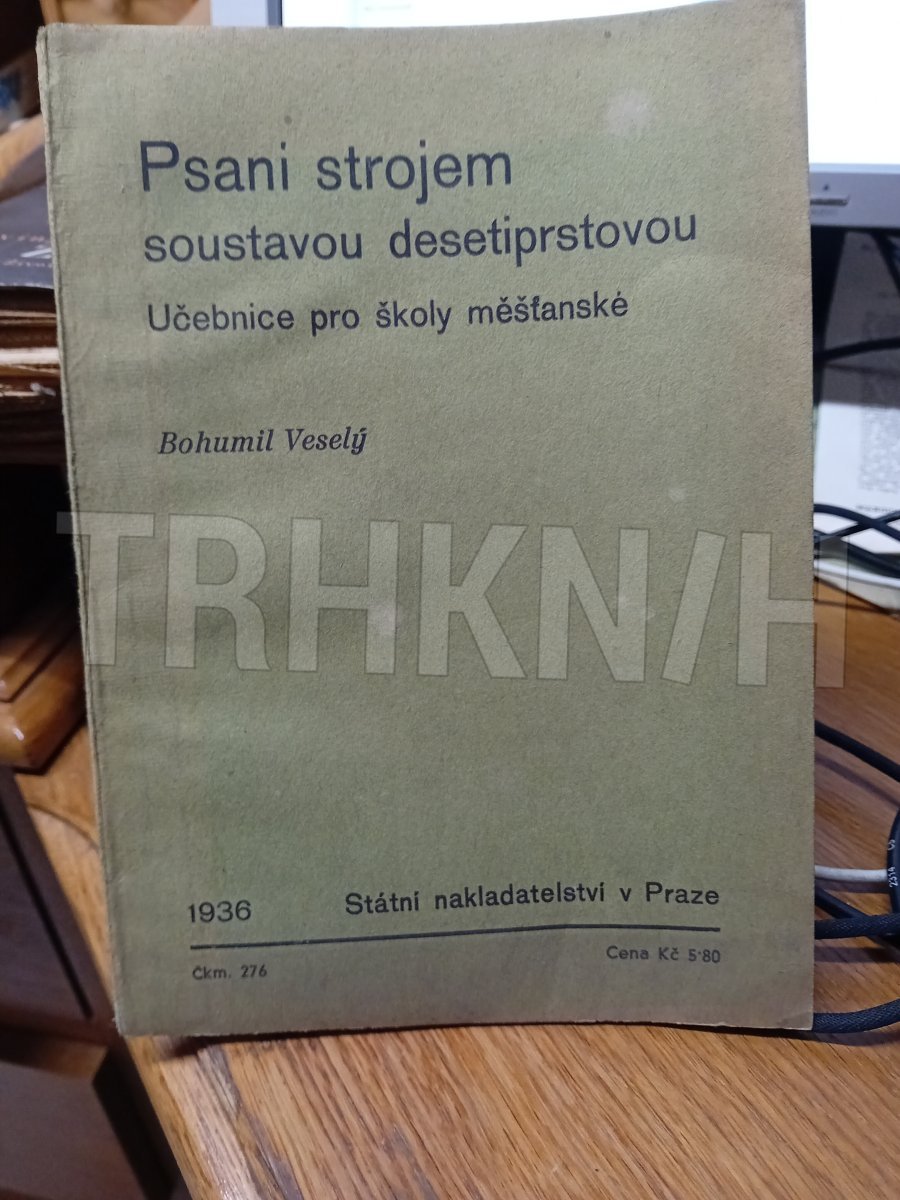 Psani strojem
soustavou desetiprstovou
Učebnice pro školy měšťanské
Bohumil Veselý
TRHKNIH
1936 Státní nakladatelství v Praze
Čkm. 276 Cena Kč 5·80
2314